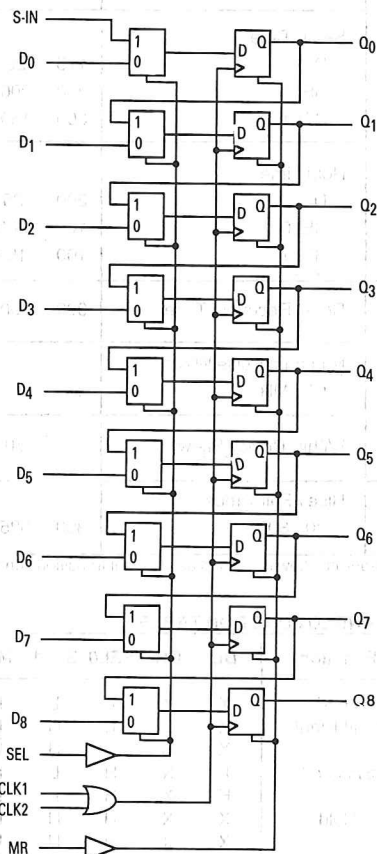 S-IN
1
D Q
Q0
D0
0
1
D Q
Q1
D1
0
1
D Q
Q2
D2
0
1
D Q
Q3
D3
0
1
D Q
Q4
D4
0
1
D Q
Q5
D5
0
1
D Q
Q6
D6
0
1
D Q
Q7
D7
0
1
D Q
Q8
D8
0
SEL
CLK1
CLK2
MR